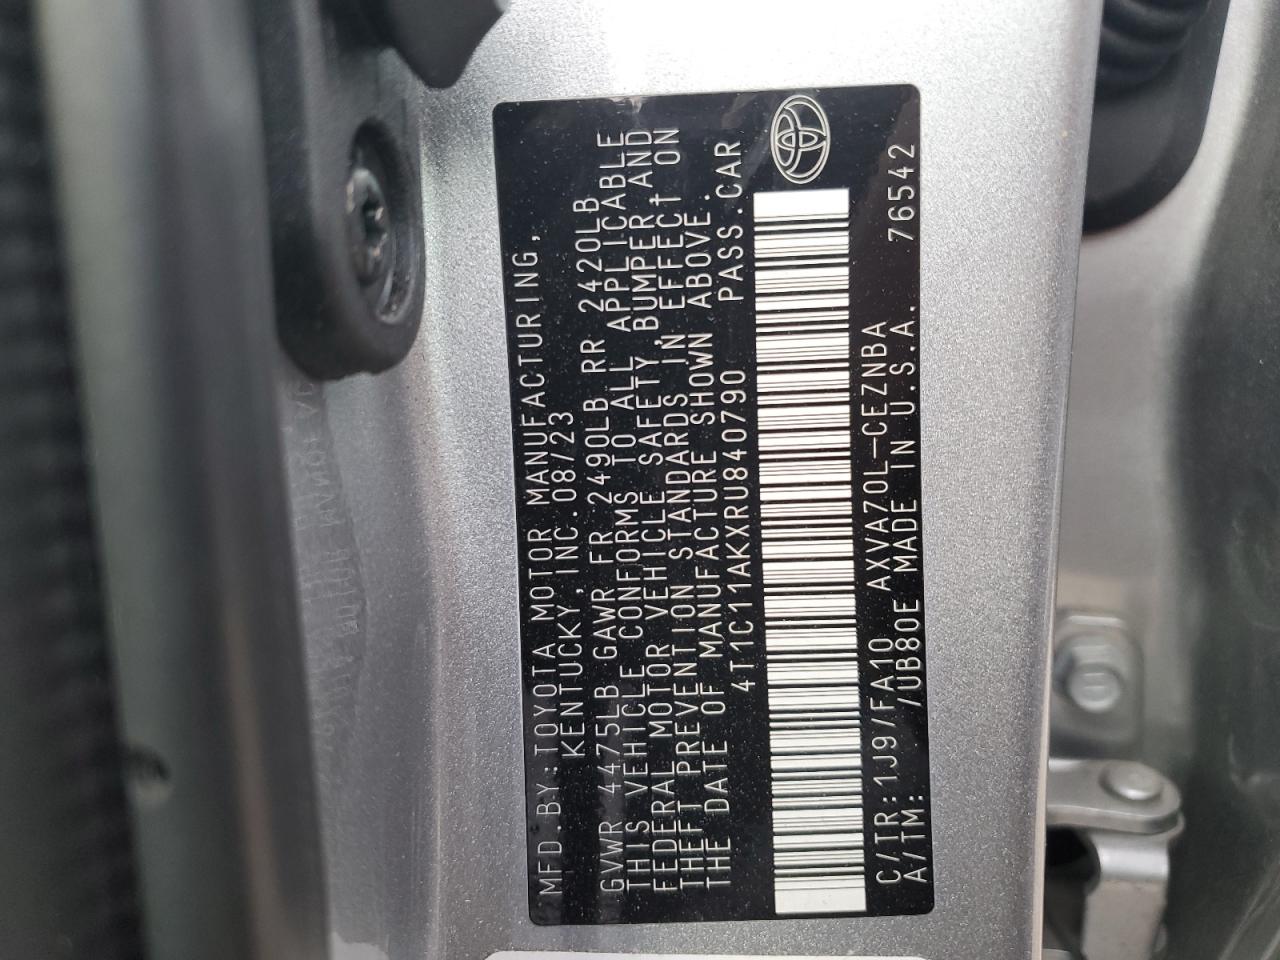 MFD.BY:TOYOTA MOTOR MANUFACTURING,
KENTUCKY,INC.08/23
GVWR 4475LB GAWR FR 2490LB RR 2420LB
THIS VEHICLE CONFORMS TO ALL APPLICABLE
FEDERAL MOTOR VEHICLE SAFETY,BUMPER,AND
THEFT PREVENTION STANDARDS IN EFFECT ON
THE DATE OF MANUFACTURE SHOWN ABOVE.
4T1C11AKXRU840790 PASS.CAR
C/TR:1J9/FA10 AXVA70L-CEZNBA
A/TM: /UB80E MADE IN U.S.A. 76542